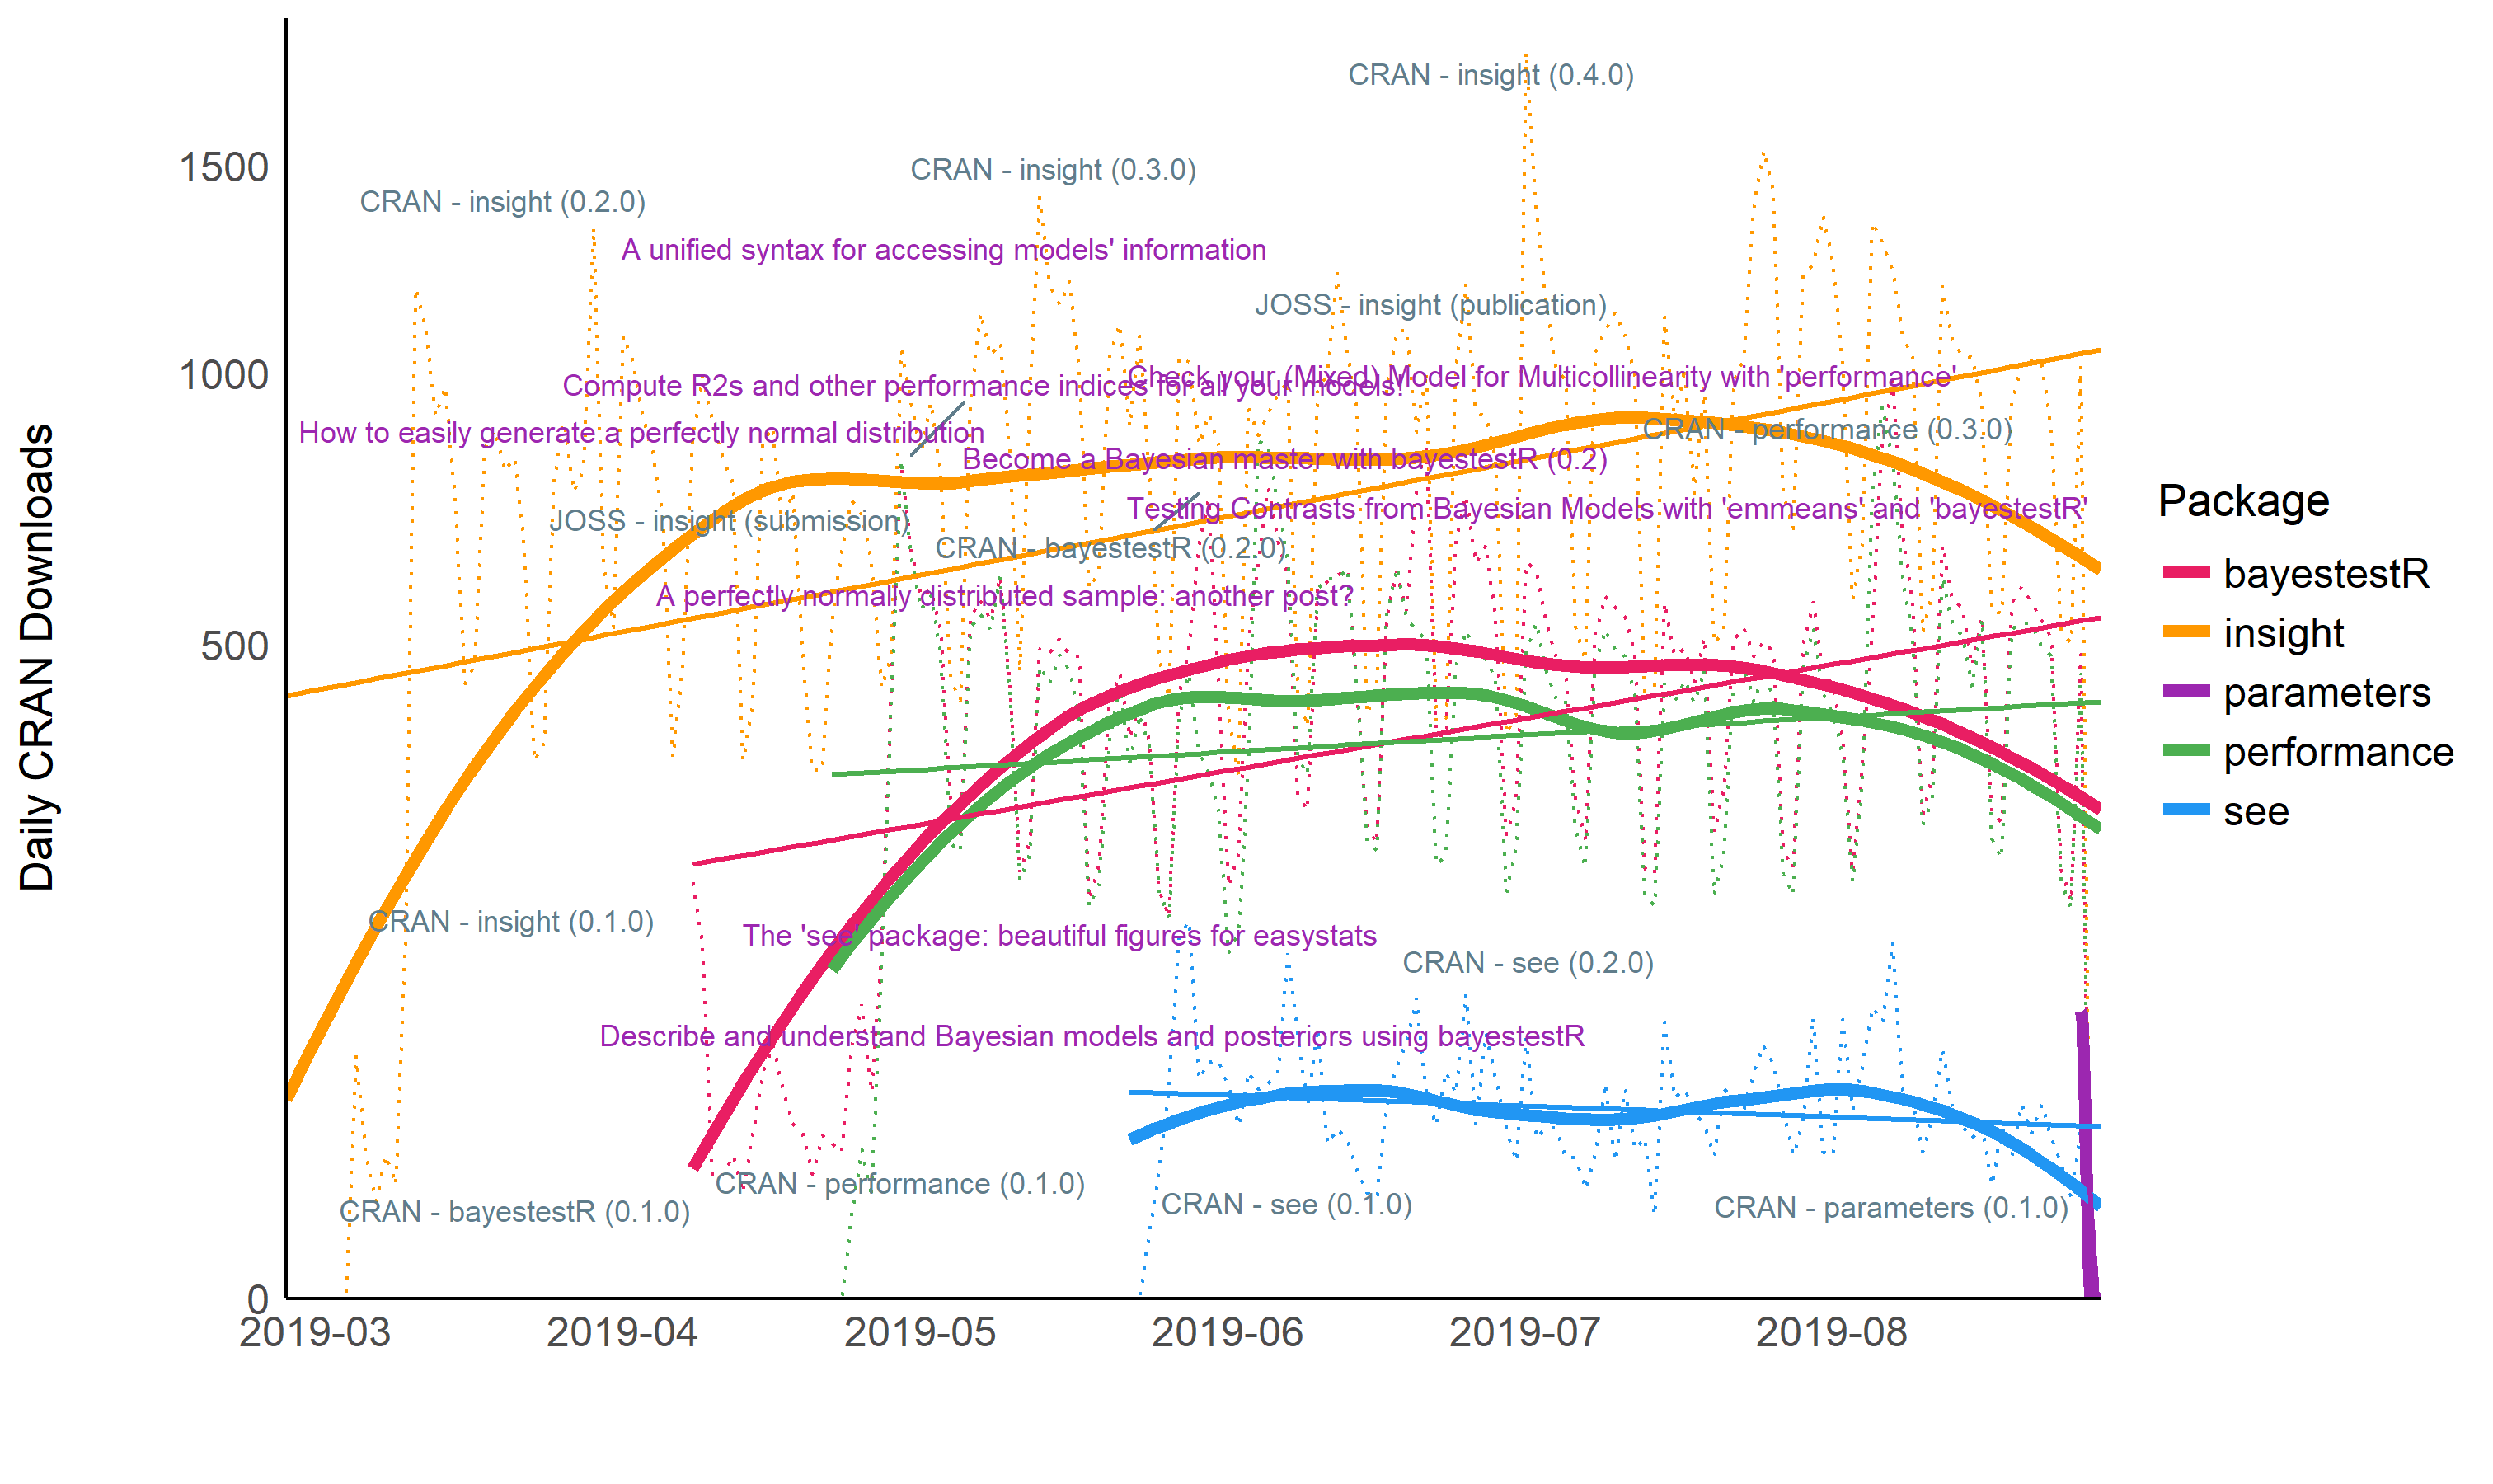 CRAN - insight (0.4.0)
1500
CRAN - insight (0.3.0)
CRAN - insight (0.2.0)
A unified syntax for accessing models' information
JOSS - insight (publication)
1000
Check your (Mixed) Model for Multicollinearity with 'performance'
Compute R2s and other performance indices for all your models!
How to easily generate a perfectly normal distribution
CRAN - performance (0.3.0)
Become a Bayesian master with bayestestR (0.2)
Testing Contrasts from Bayesian Models with 'emmeans' and 'bayestestR'
JOSS - insight (submission)
CRAN - bayestestR (0.2.0)
A perfectly normally distributed sample: another post?
500
Daily CRAN Downloads
CRAN - insight (0.1.0)
The 'see' package: beautiful figures for easystats
CRAN - see (0.2.0)
Describe and understand Bayesian models and posteriors using bayestestR
CRAN - performance (0.1.0)
CRAN - see (0.1.0)
CRAN - parameters (0.1.0)
CRAN - bayestestR (0.1.0)
0
2019-03
2019-04
2019-05
2019-06
2019-07
2019-08
Package
bayestestR
insight
parameters
performance
see